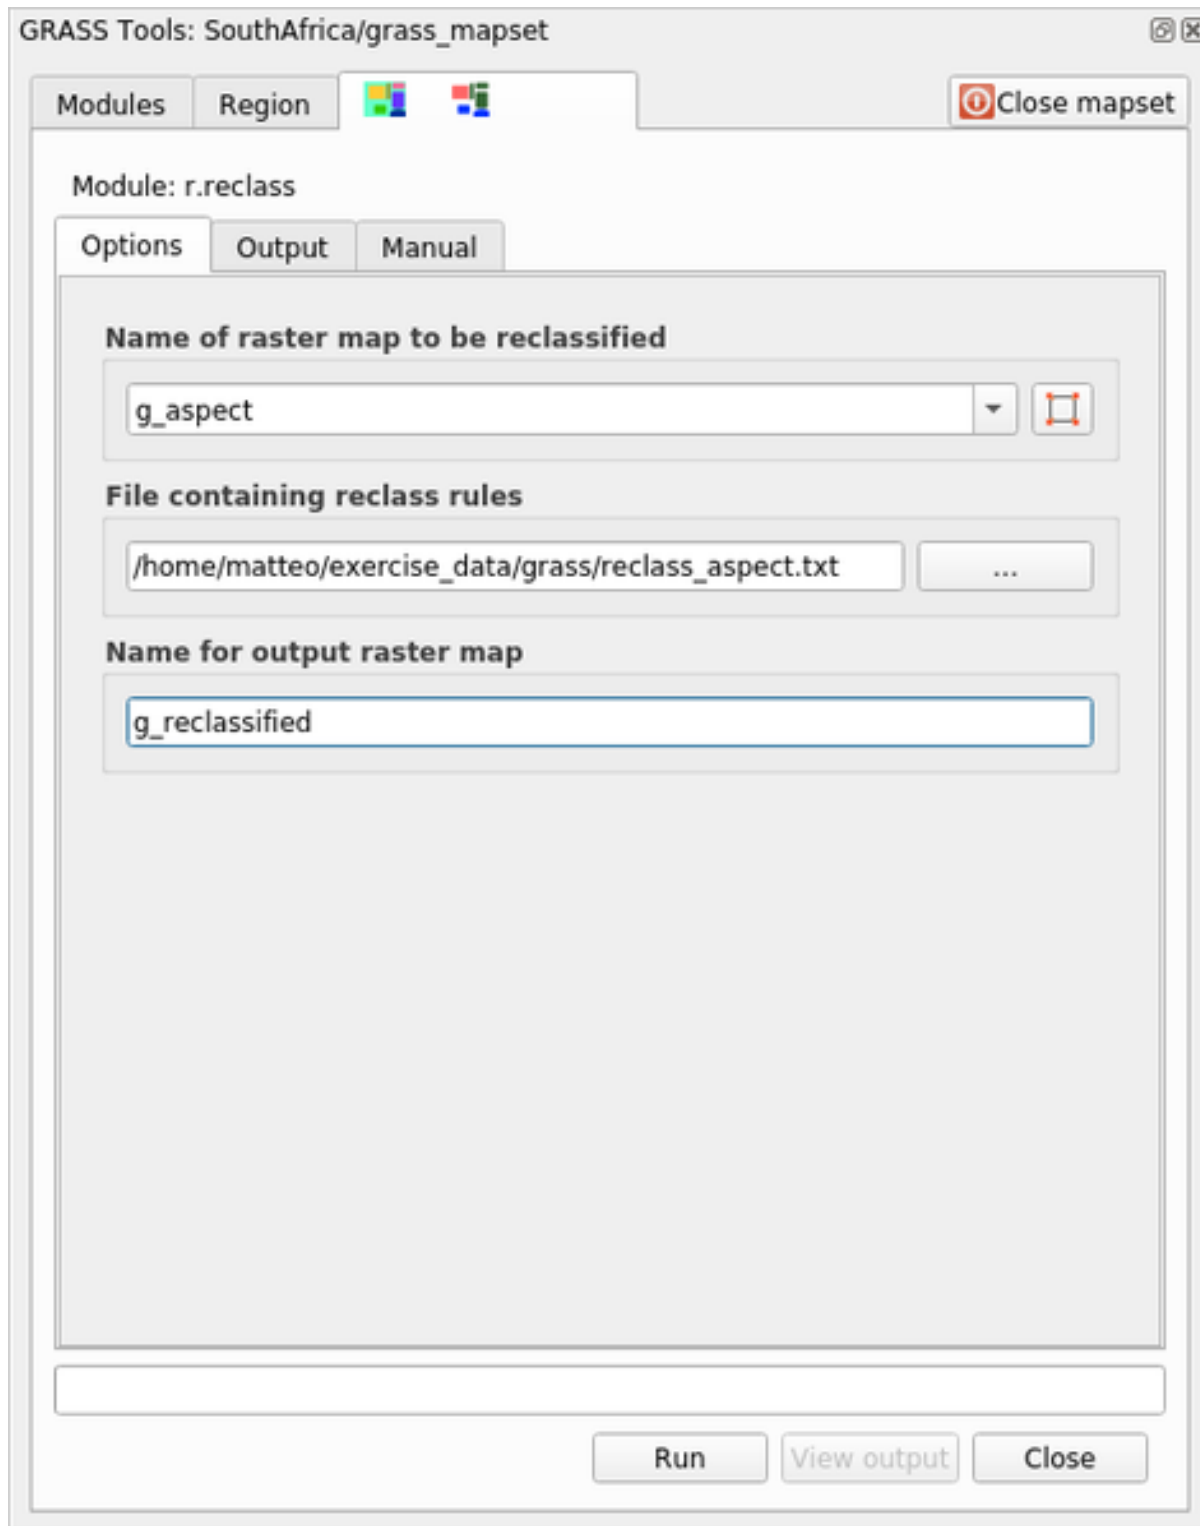 GRASS Tools: SouthAfrica/grass_mapset
Modules Region Close mapset
Module: r.reclass
Options Output Manual
Name of raster map to be reclassified
g_aspect
File containing reclass rules
/home/matteo/exercise_data/grass/reclass_aspect.txt ...
Name for output raster map
g_reclassified
Run View output Close